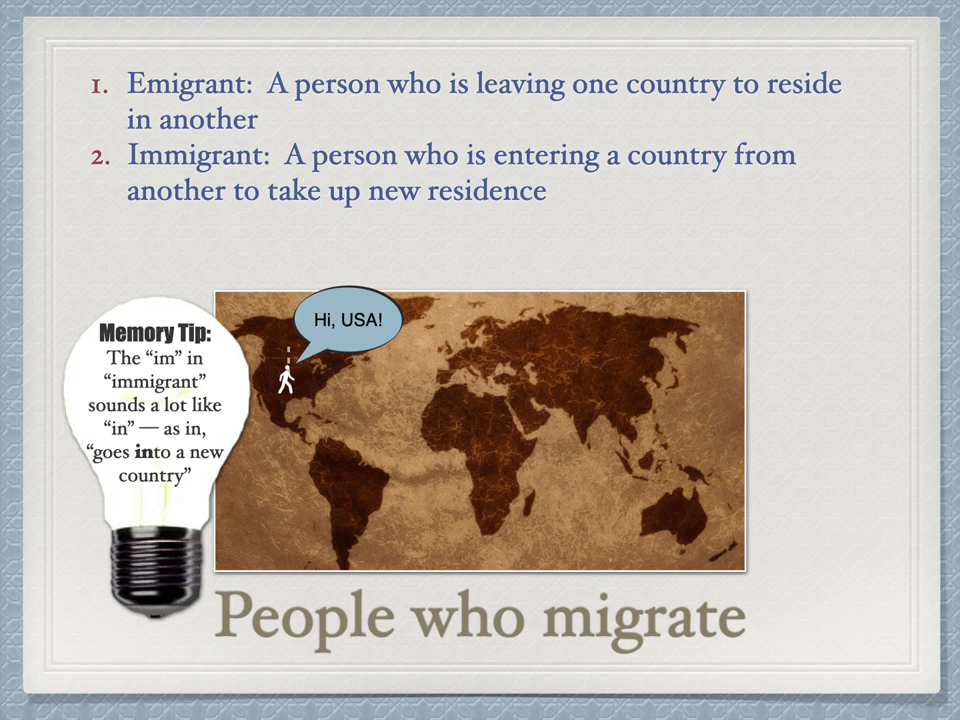 1. Emigrant: A person who is leaving one country to reside
in another
2. Immigrant: A person who is entering a country from
another to take up new residence
Hi, USA!
Memory Tip:
The “im” in
“immigrant”
sounds a lot like
“in” — as in,
“goes into a new
country”
People who migrate